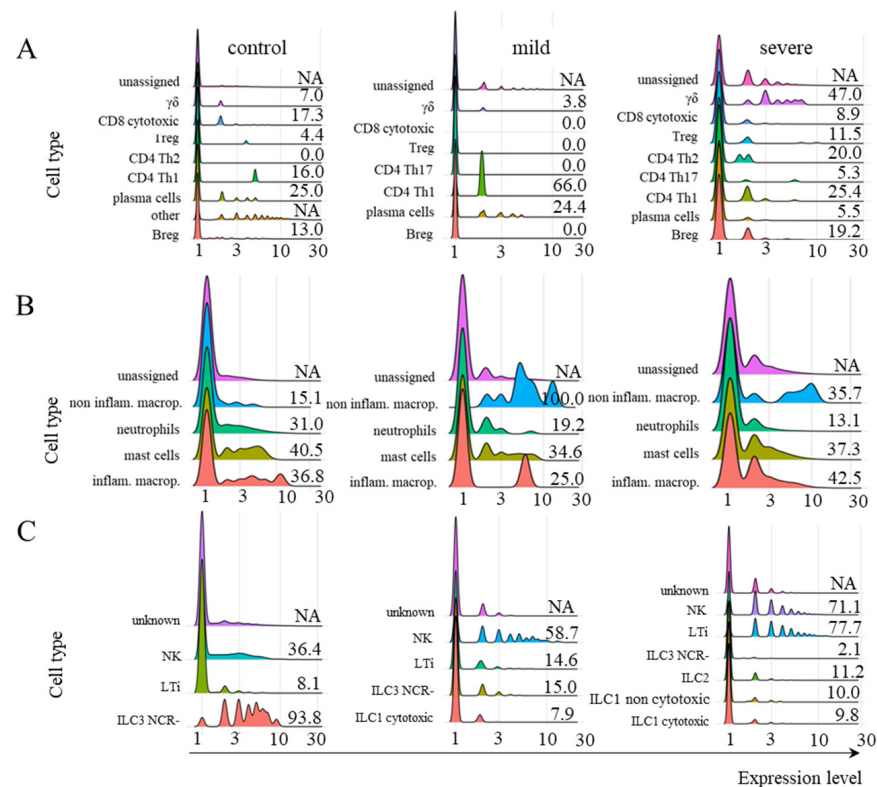 A
control
mild
severe
Cell type
unassigned NA
γδ 7.0
CD8 cytotoxic 17.3
Treg 4.4
CD4 Th2 0.0
CD4 Th1 16.0
plasma cells 25.0
other NA
Breg 13.0
1 3 10 30
unassigned NA
γδ 3.8
CD8 cytotoxic 0.0
Treg 0.0
CD4 Th17 0.0
CD4 Th1 66.0
plasma cells 24.4
Breg 0.0
1 3 10 30
unassigned NA
γδ 47.0
CD8 cytotoxic 8.9
Treg 11.5
CD4 Th2 20.0
CD4 Th17 5.3
CD4 Th1 25.4
plasma cells 5.5
Breg 19.2
1 3 10 30
B
Cell type
unassigned NA
non inflam. macrop. 15.1
neutrophils 31.0
mast cells 40.5
inflam. macrop. 36.8
1 3 10 30
unassigned NA
non inflam. macrop. 100.0
neutrophils 19.2
mast cells 34.6
inflam. macrop. 25.0
1 3 10 30
unassigned NA
non inflam. macrop. 35.7
neutrophils 13.1
mast cells 37.3
inflam. macrop. 42.5
1 3 10 30
C
Cell type
unknown NA
NK 36.4
LTi 8.1
ILC3 NCR- 93.8
1 3 10 30
unknown NA
NK 58.7
LTi 14.6
ILC3 NCR- 15.0
ILC1 cytotoxic 7.9
1 3 10 30
unknown NA
NK 71.1
LTi 77.7
ILC3 NCR- 2.1
ILC2 11.2
ILC1 non cytotoxic 10.0
ILC1 cytotoxic 9.8
1 3 10 30
Expression level